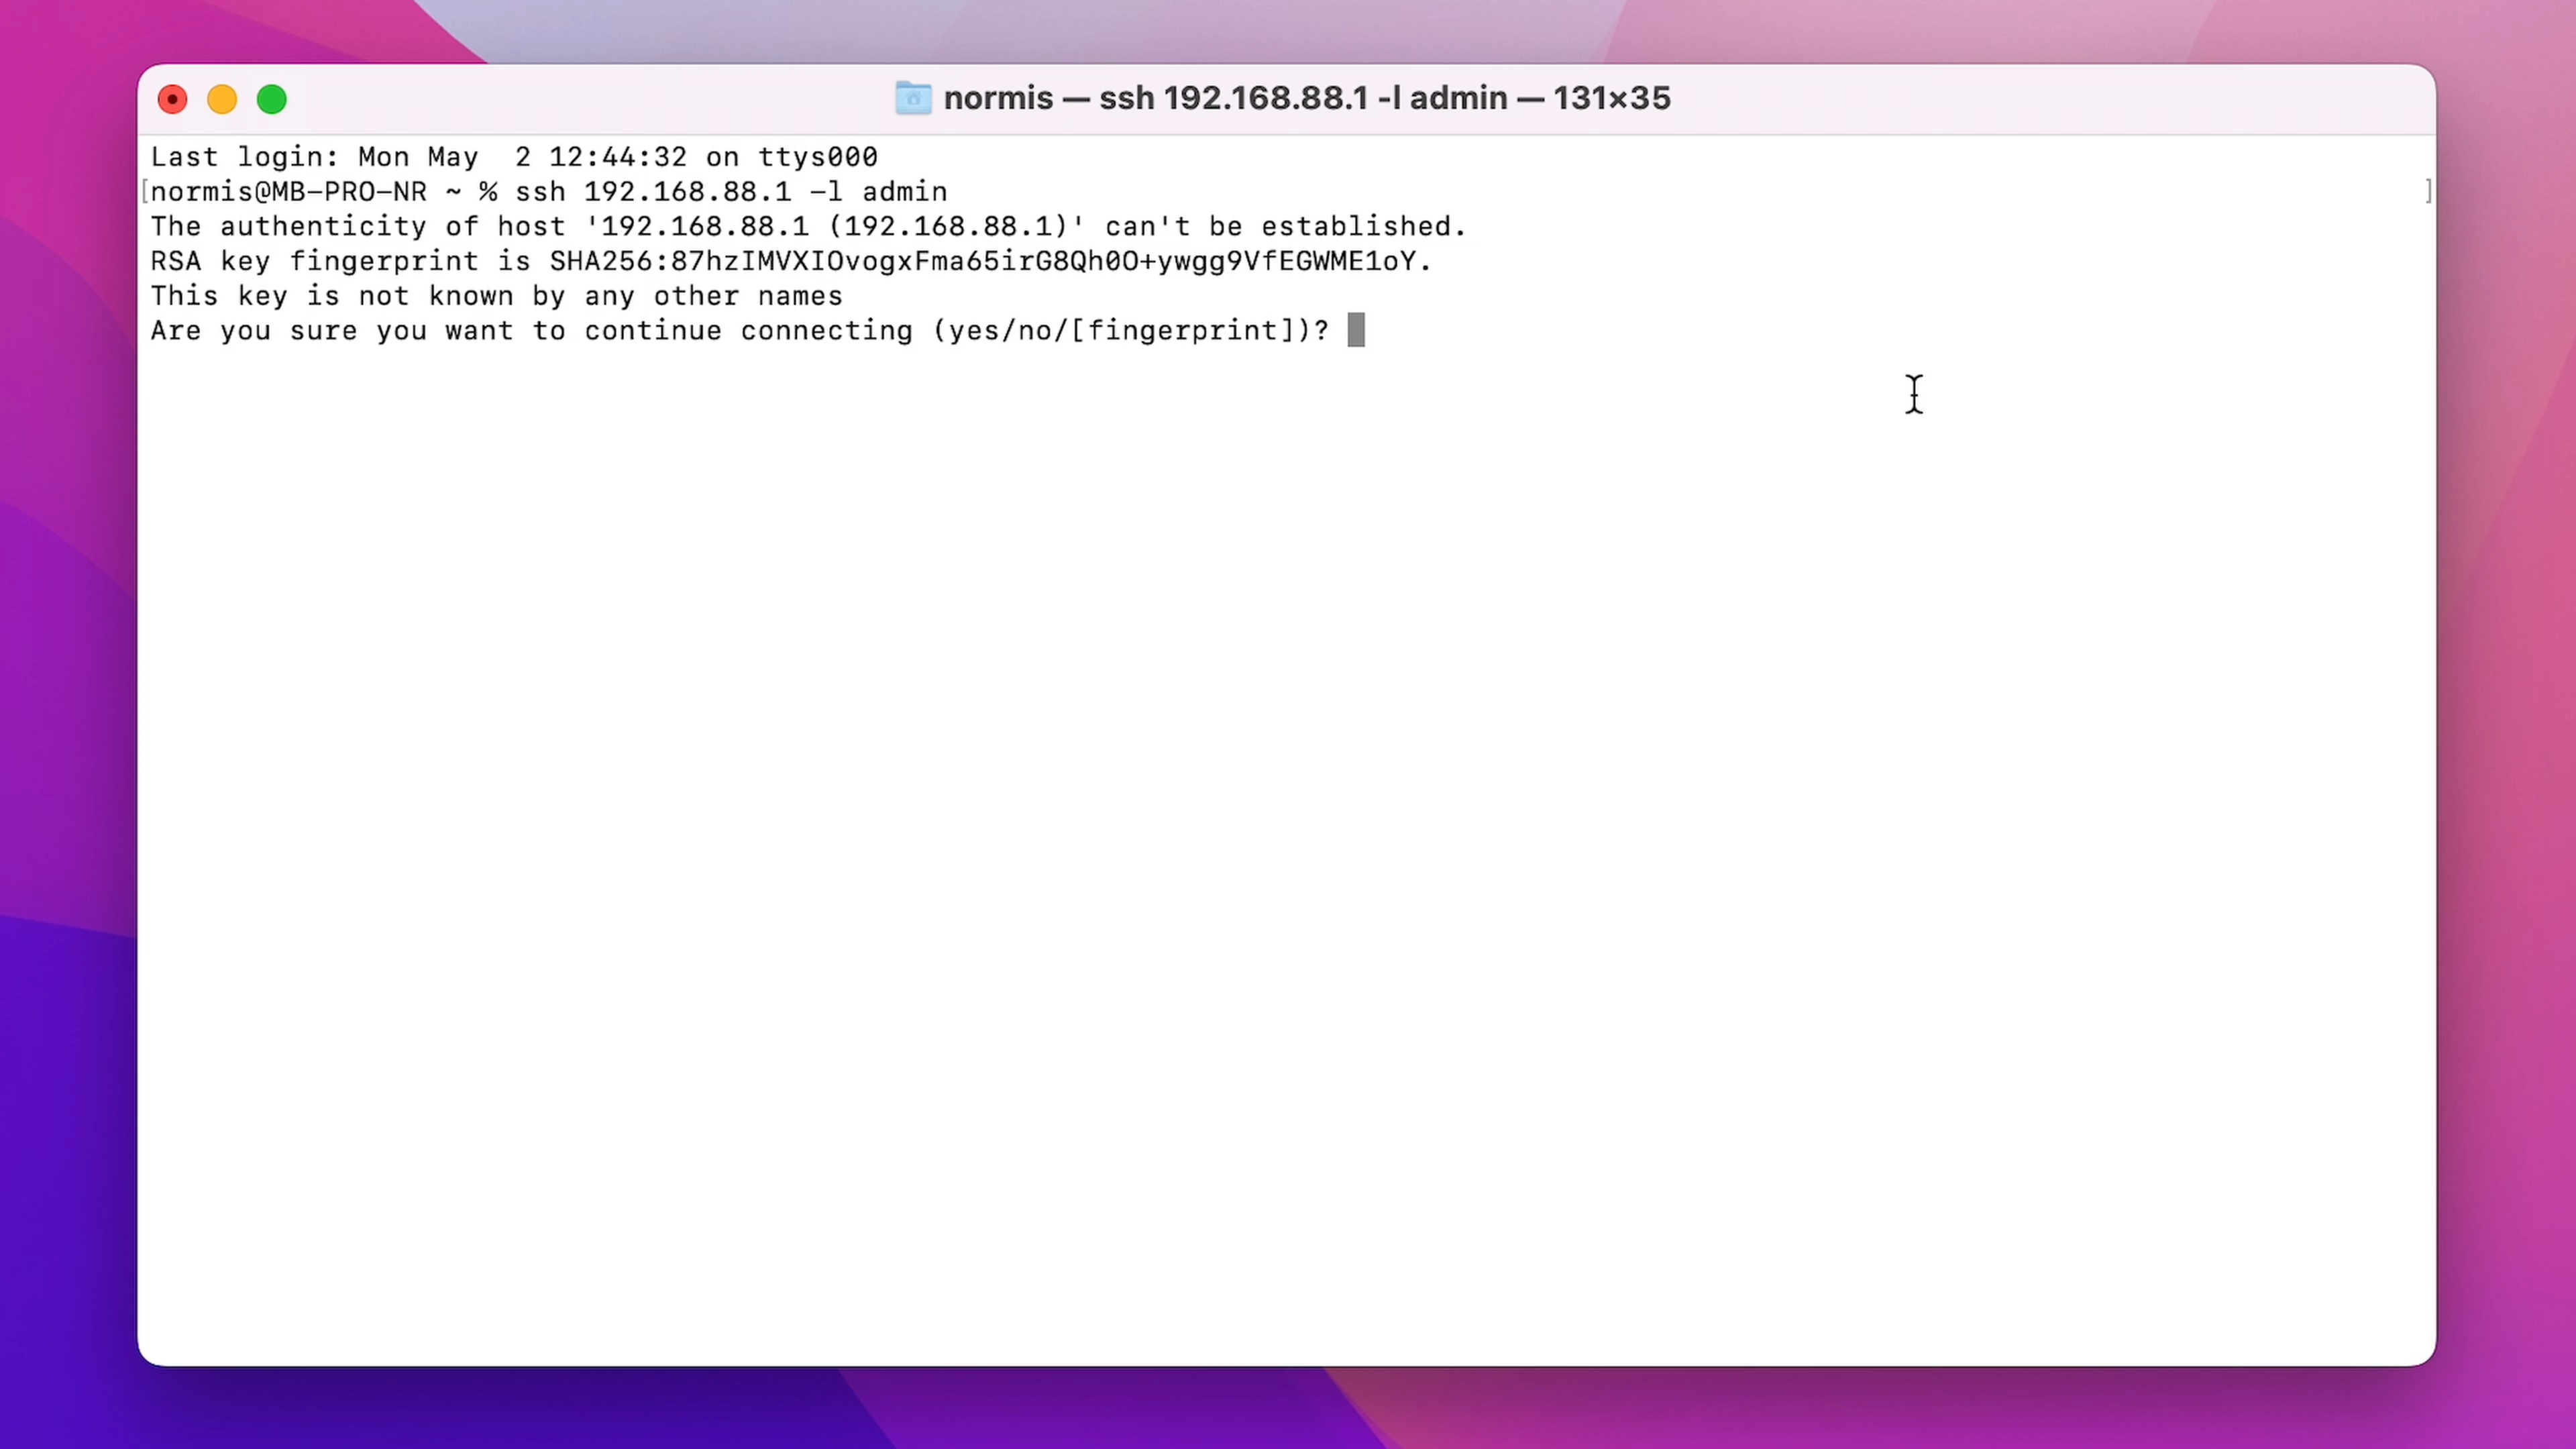 normis — ssh 192.168.88.1 -l admin — 131×35
Last login: Mon May  2 12:44:32 on ttys000
[normis@MB-PRO-NR ~ % ssh 192.168.88.1 -l admin ]
The authenticity of host '192.168.88.1 (192.168.88.1)' can't be established.
RSA key fingerprint is SHA256:87hzIMVXIOvogxFma65irG8Qh0O+ywgg9VfEGWME1oY.
This key is not known by any other names
Are you sure you want to continue connecting (yes/no/[fingerprint])?